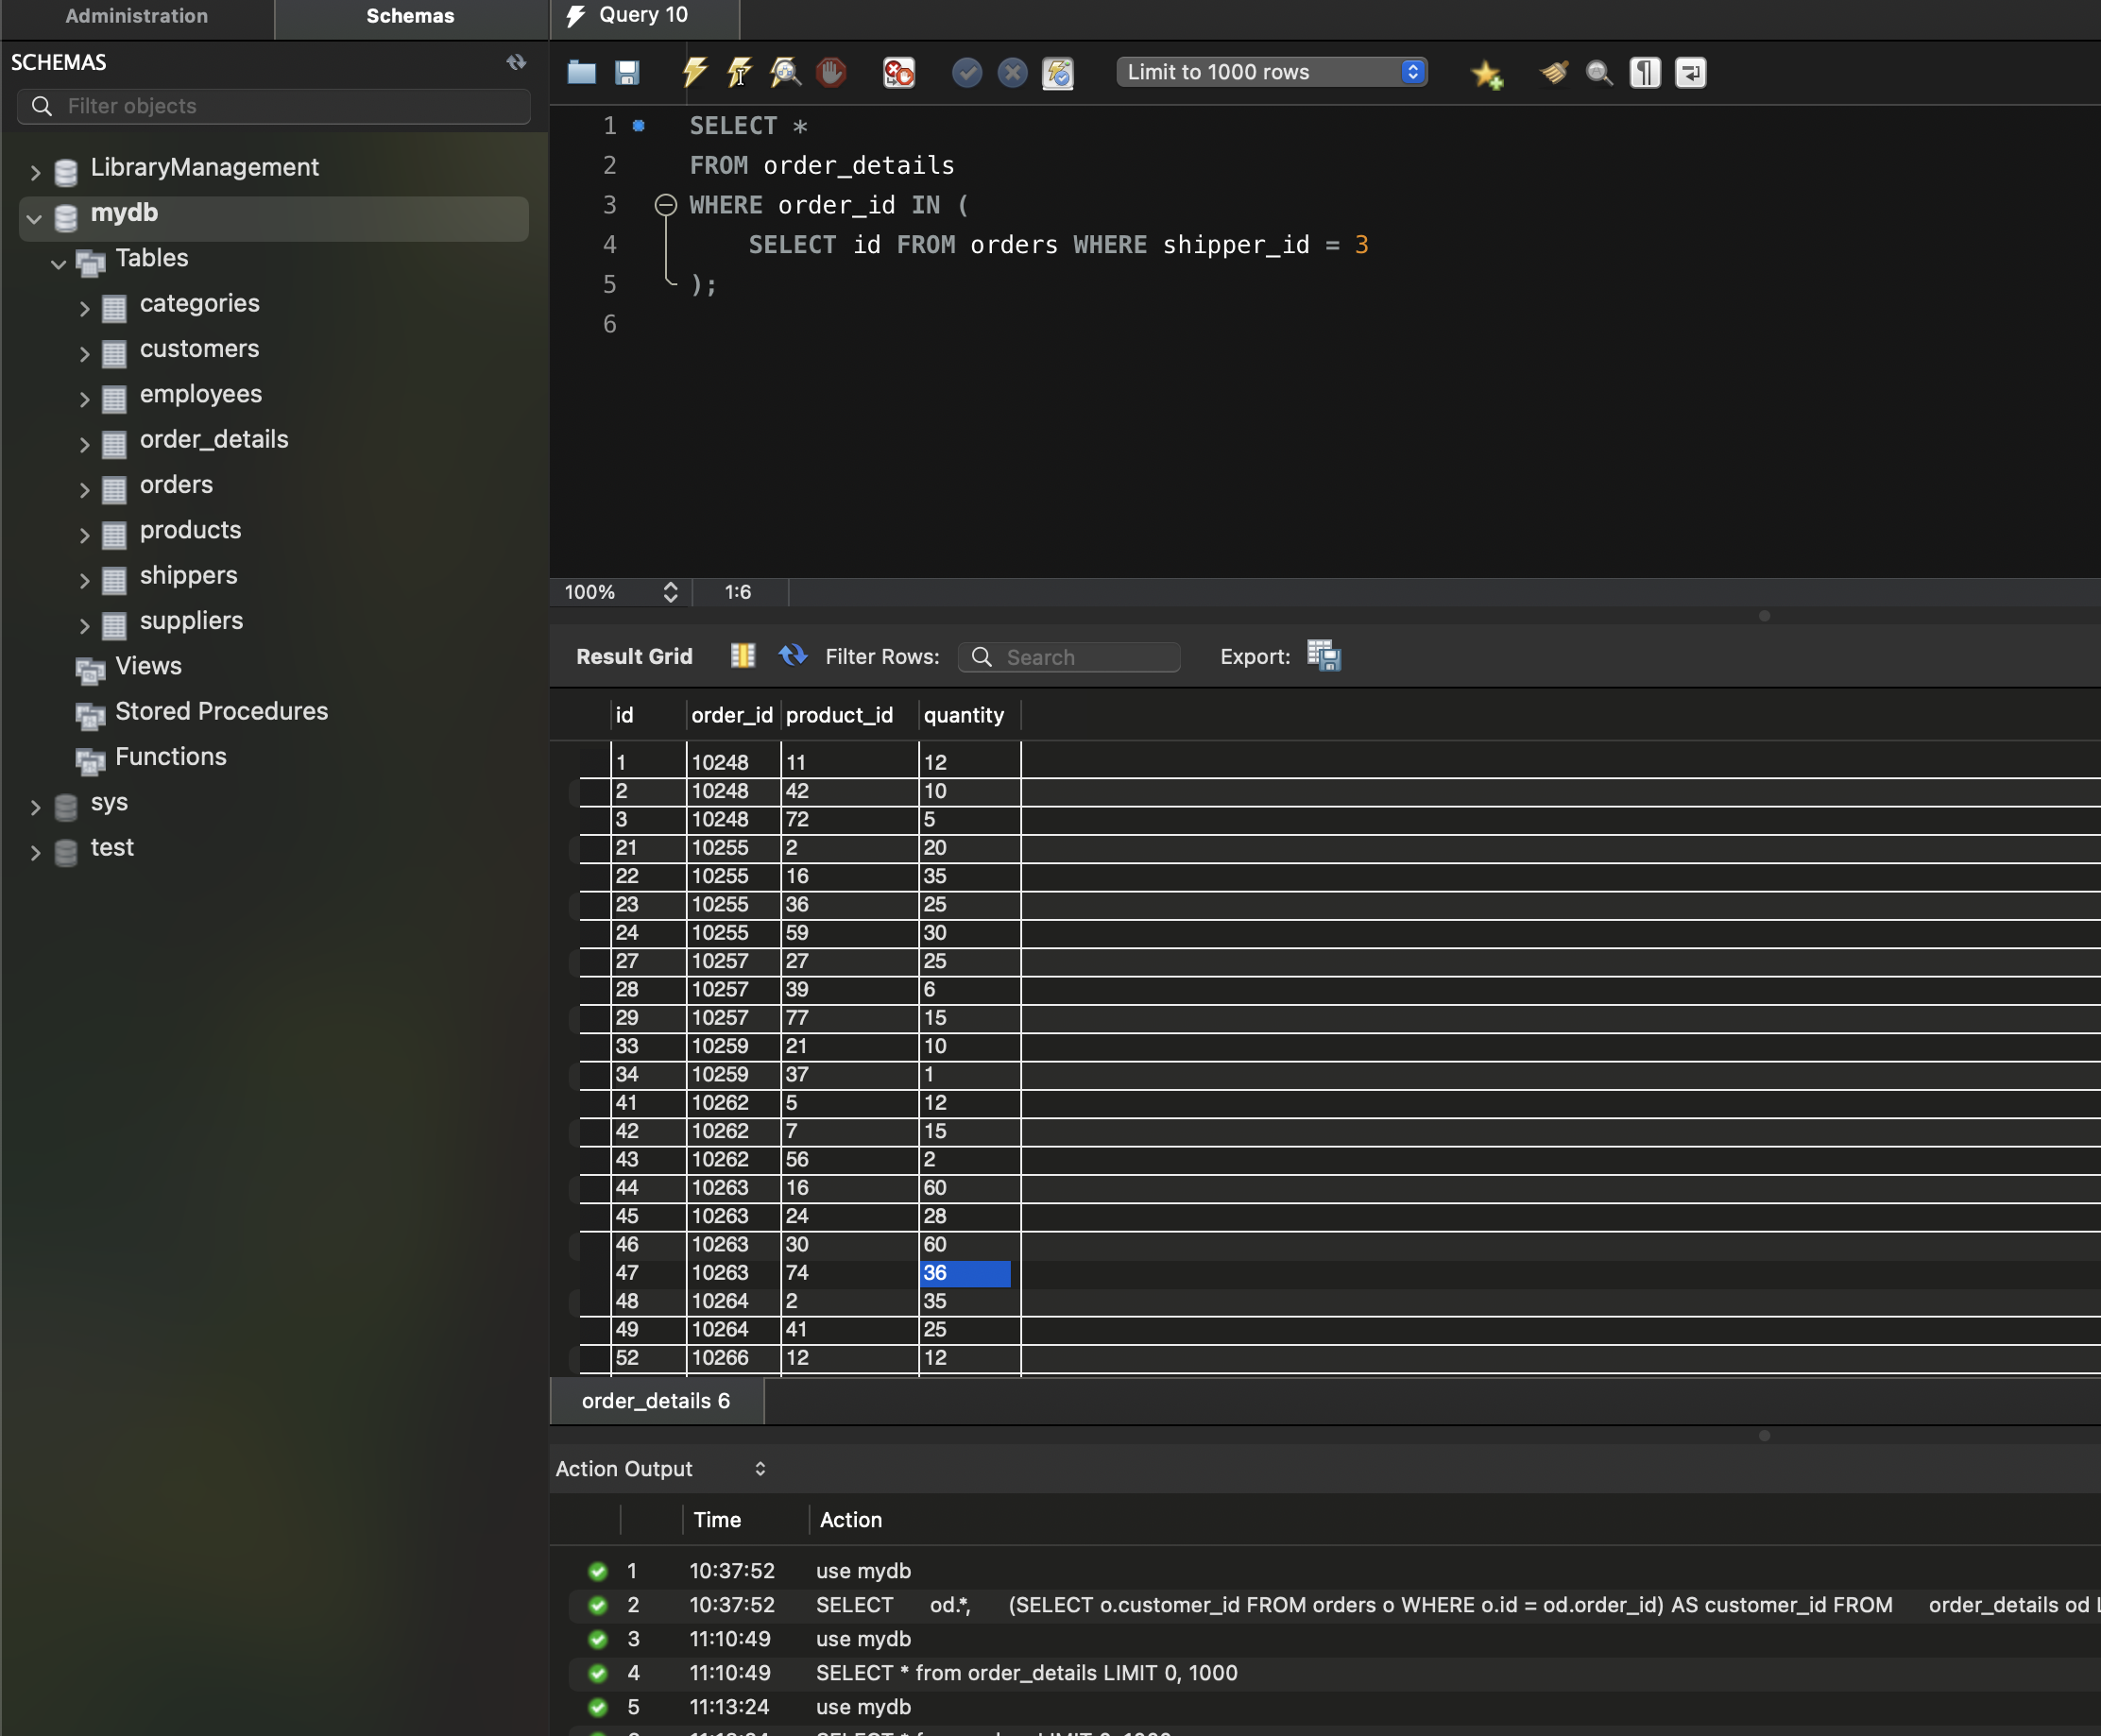 Administration
Schemas
Query 10
SCHEMAS
Filter objects
LibraryManagement
mydb
Tables
categories
customers
employees
order_details
orders
products
shippers
suppliers
Views
Stored Procedures
Functions
sys
test
Limit to 1000 rows
1 SELECT *
2 FROM order_details
3 WHERE order_id IN (
4 SELECT id FROM orders WHERE shipper_id = 3
5 );
6
100% 1:6
Result Grid Filter Rows: Search Export:
id order_id product_id quantity
1 10248 11 12
2 10248 42 10
3 10248 72 5
21 10255 2 20
22 10255 16 35
23 10255 36 25
24 10255 59 30
27 10257 27 25
28 10257 39 6
29 10257 77 15
33 10259 21 10
34 10259 37 1
41 10262 5 12
42 10262 7 15
43 10262 56 2
44 10263 16 60
45 10263 24 28
46 10263 30 60
47 10263 74 36
48 10264 2 35
49 10264 41 25
52 10266 12 12
order_details 6
Action Output
Time Action
1 10:37:52 use mydb
2 10:37:52 SELECT od.*, (SELECT o.customer_id FROM orders o WHERE o.id = od.order_id) AS customer_id FROM order_details od
3 11:10:49 use mydb
4 11:10:49 SELECT * from order_details LIMIT 0, 1000
5 11:13:24 use mydb